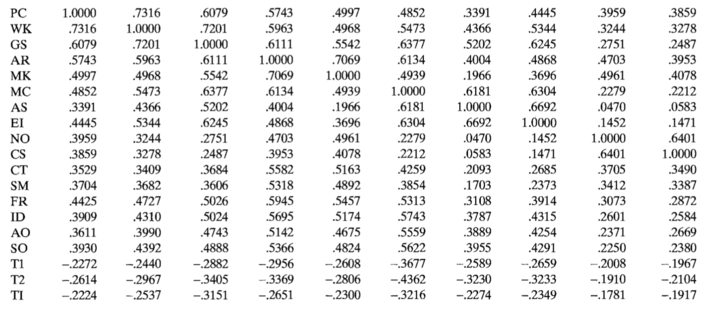 PC 1.0000 .7316 .6079 .5743 .4997 .4852 .3391 .4445 .3959 .3859
WK .7316 1.0000 .7201 .5963 .4968 .5473 .4366 .5344 .3244 .3278
GS .6079 .7201 1.0000 .6111 .5542 .6377 .5202 .6245 .2751 .2487
AR .5743 .5963 .6111 1.0000 .7069 .6134 .4004 .4868 .4703 .3953
MK .4997 .4968 .5542 .7069 1.0000 .4939 .1966 .3696 .4961 .4078
MC .4852 .5473 .6377 .6134 .4939 1.0000 .6181 .6304 .2279 .2212
AS .3391 .4366 .5202 .4004 .1966 .6181 1.0000 .6692 .0470 .0583
EI .4445 .5344 .6245 .4868 .3696 .6304 .6692 1.0000 .1452 .1471
NO .3959 .3244 .2751 .4703 .4961 .2279 .0470 .1452 1.0000 .6401
CS .3859 .3278 .2487 .3953 .4078 .2212 .0583 .1471 .6401 1.0000
CT .3529 .3409 .3684 .5582 .5163 .4259 .2093 .2685 .3705 .3490
SM .3704 .3682 .3606 .5318 .4892 .3854 .1703 .2373 .3412 .3387
FR .4425 .4727 .5026 .5945 .5457 .5313 .3108 .3914 .3073 .2872
ID .3909 .4310 .5024 .5695 .5174 .5743 .3787 .4315 .2601 .2584
AO .3611 .3990 .4743 .5142 .4675 .5559 .3889 .4254 .2371 .2669
SO .3930 .4392 .4888 .5366 .4824 .5622 .3955 .4291 .2250 .2380
T1 –.2272 –.2440 –.2882 –.2956 –.2608 –.3677 –.2589 –.2659 –.2008 –.1967
T2 –.2614 –.2967 –.3405 –.3369 –.2806 –.4362 –.3230 –.3233 –.1910 –.2104
TI –.2224 –.2537 –.3151 –.2651 –.2300 –.3216 –.2274 –.2349 –.1781 –.1917